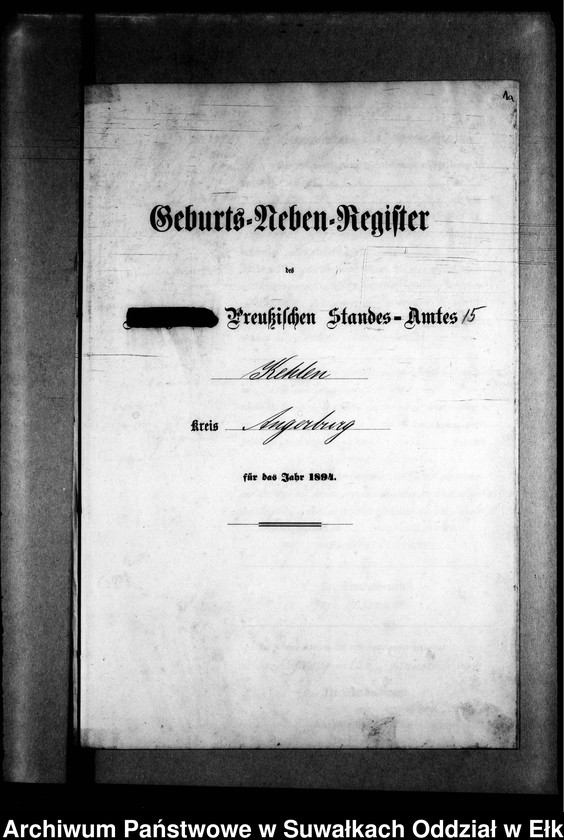 1a
Geburts-Neben-Register
des
Preußischen Standes-Amtes 15
Kehlen
Kreis Angerburg
für das Jahr 1894.
Archiwum Państwowe w Suwałkach Oddział w Ełk